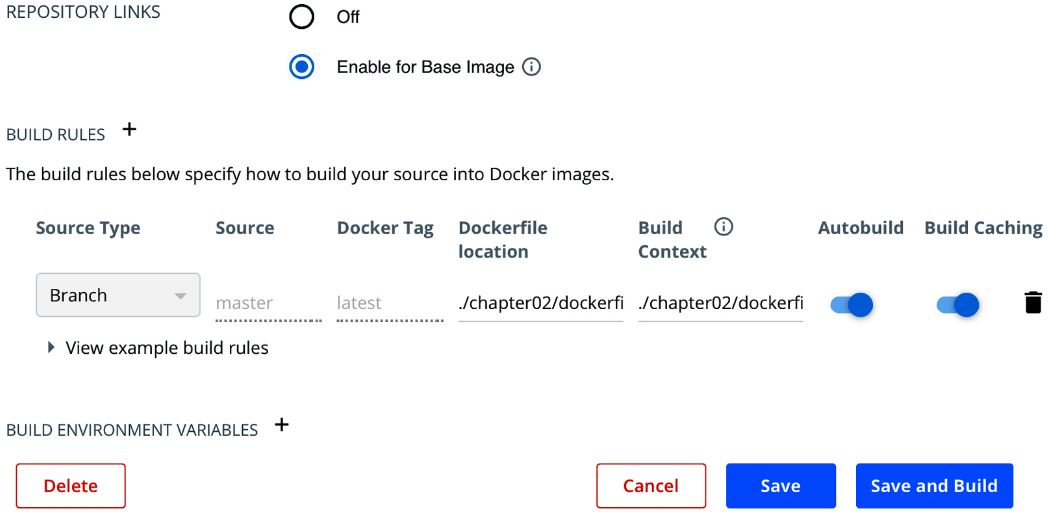 REPOSITORY LINKS
Off
Enable for Base Image
BUILD RULES +
The build rules below specify how to build your source into Docker images.
Source Type Source Docker Tag Dockerfile location Build Context Autobuild Build Caching
Branch master latest ./chapter02/dockerfi ./chapter02/dockerfi
View example build rules
BUILD ENVIRONMENT VARIABLES +
Delete Cancel Save Save and Build